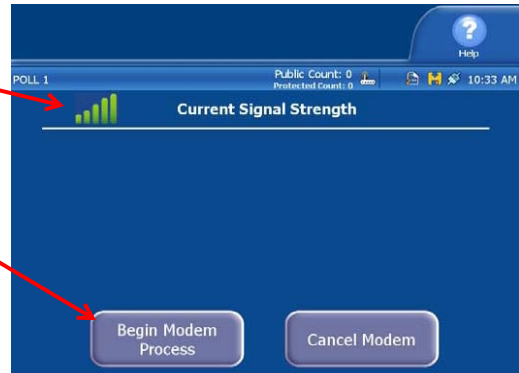 Help
POLL 1
Public Count: 0
Protected Count: 0
10:33 AM
Current Signal Strength
Begin Modem
Process
Cancel Modem